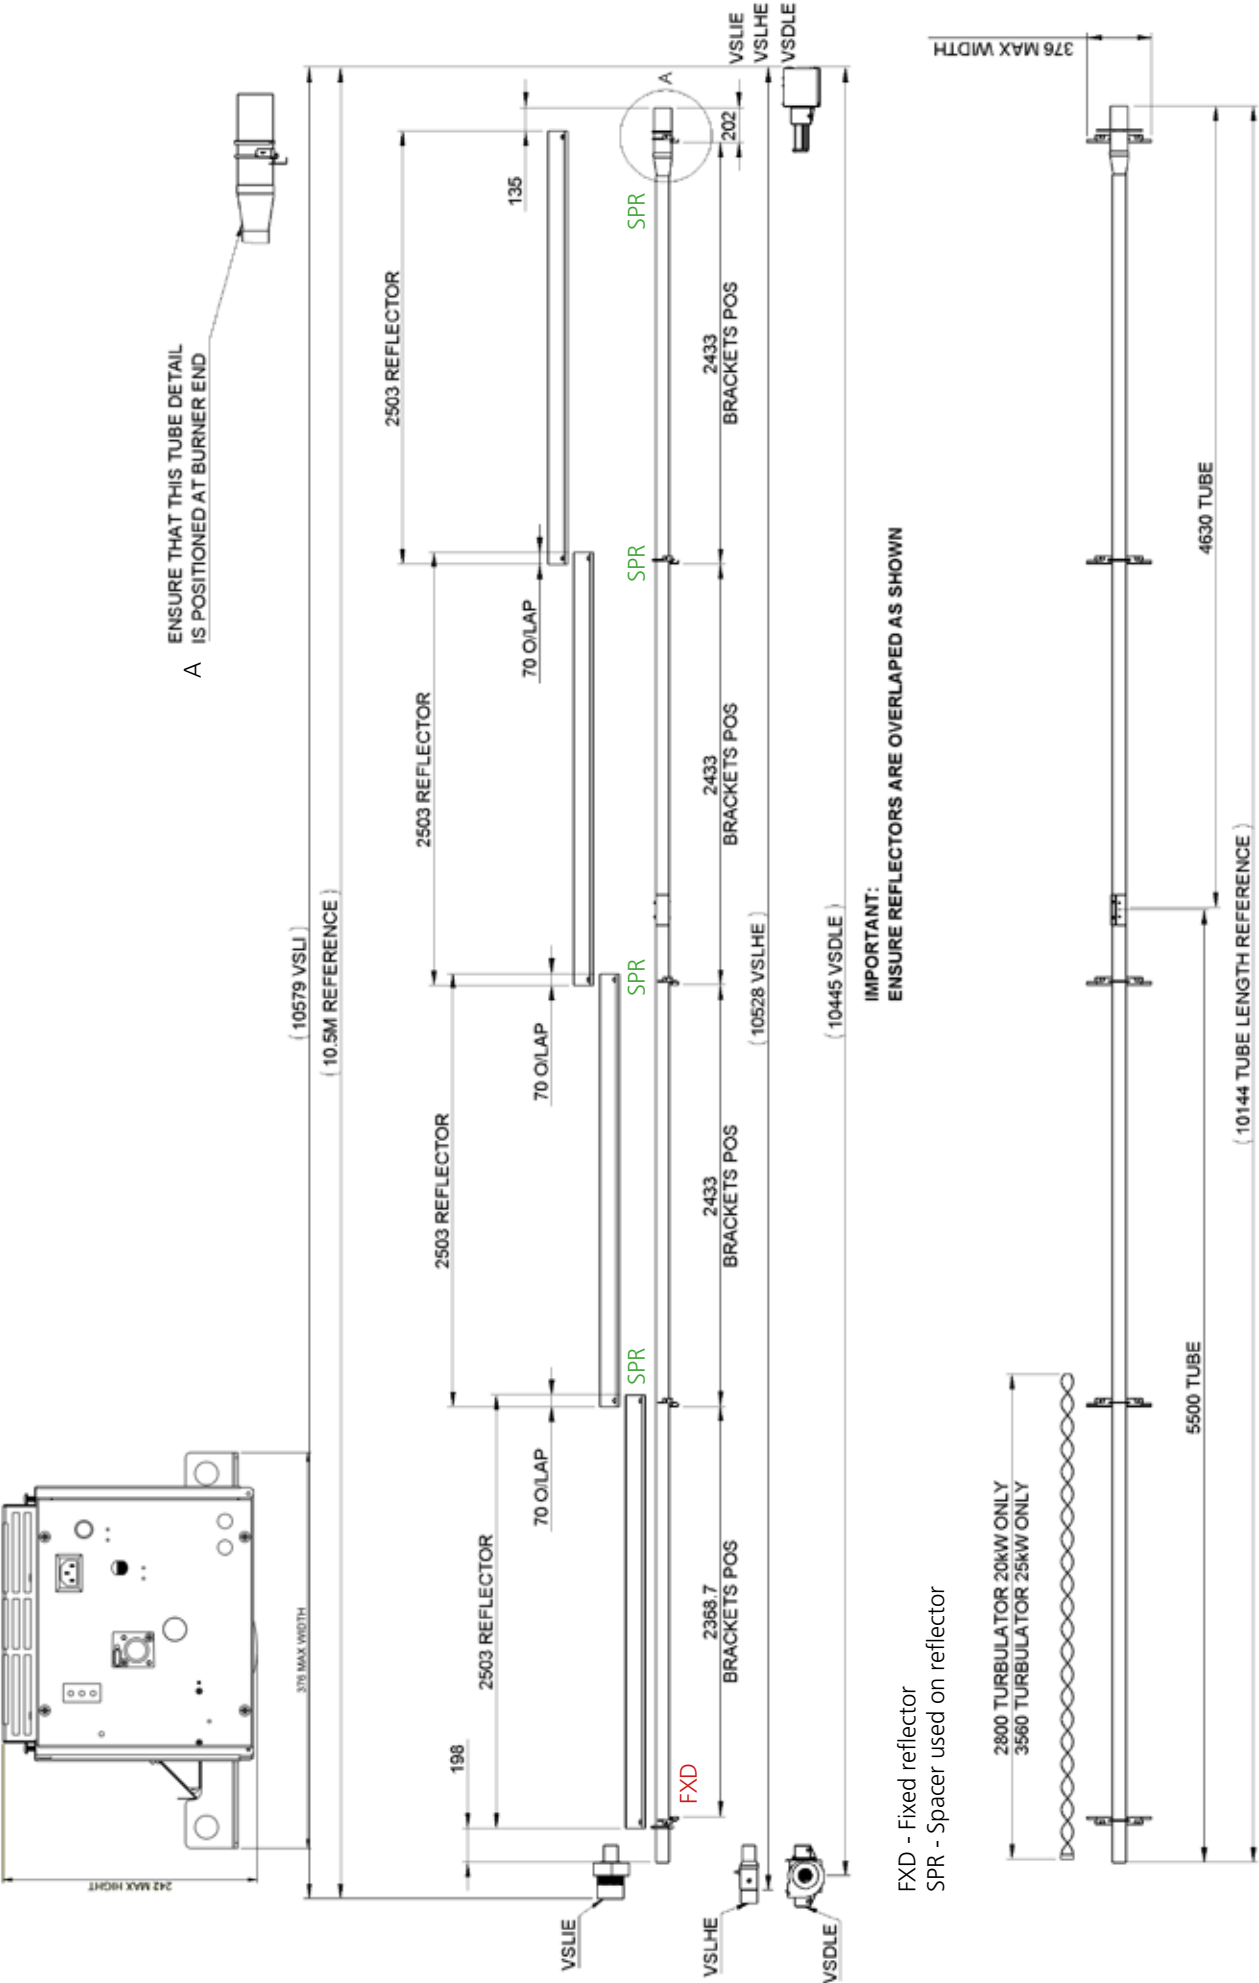 242 MAX HIGHT
376 MAX WIDTH
ENSURE THAT THIS TUBE DETAIL
IS POSITIONED AT BURNER END
A
( 10579 VSLI )
( 10.5M REFERENCE )
198
2503 REFLECTOR
2503 REFLECTOR
2503 REFLECTOR
2503 REFLECTOR
70 O/LAP
70 O/LAP
70 O/LAP
135
FXD
SPR
SPR
SPR
SPR
A
2368.7
BRACKETS POS
2433
BRACKETS POS
2433
BRACKETS POS
2433
BRACKETS POS
202
VSLIE
VSLHE
VSDLE
VSLIE
VSLHE
VSDLE
( 10528 VSLHE )
( 10445 VSDLE )
IMPORTANT:
ENSURE REFLECTORS ARE OVERLAPED AS SHOWN
FXD - Fixed reflector
SPR - Spacer used on reflector
2800 TURBULATOR 20kW ONLY
3560 TURBULATOR 25kW ONLY
376 MAX WIDTH
5500 TUBE
4630 TUBE
( 10144 TUBE LENGTH REFERENCE )